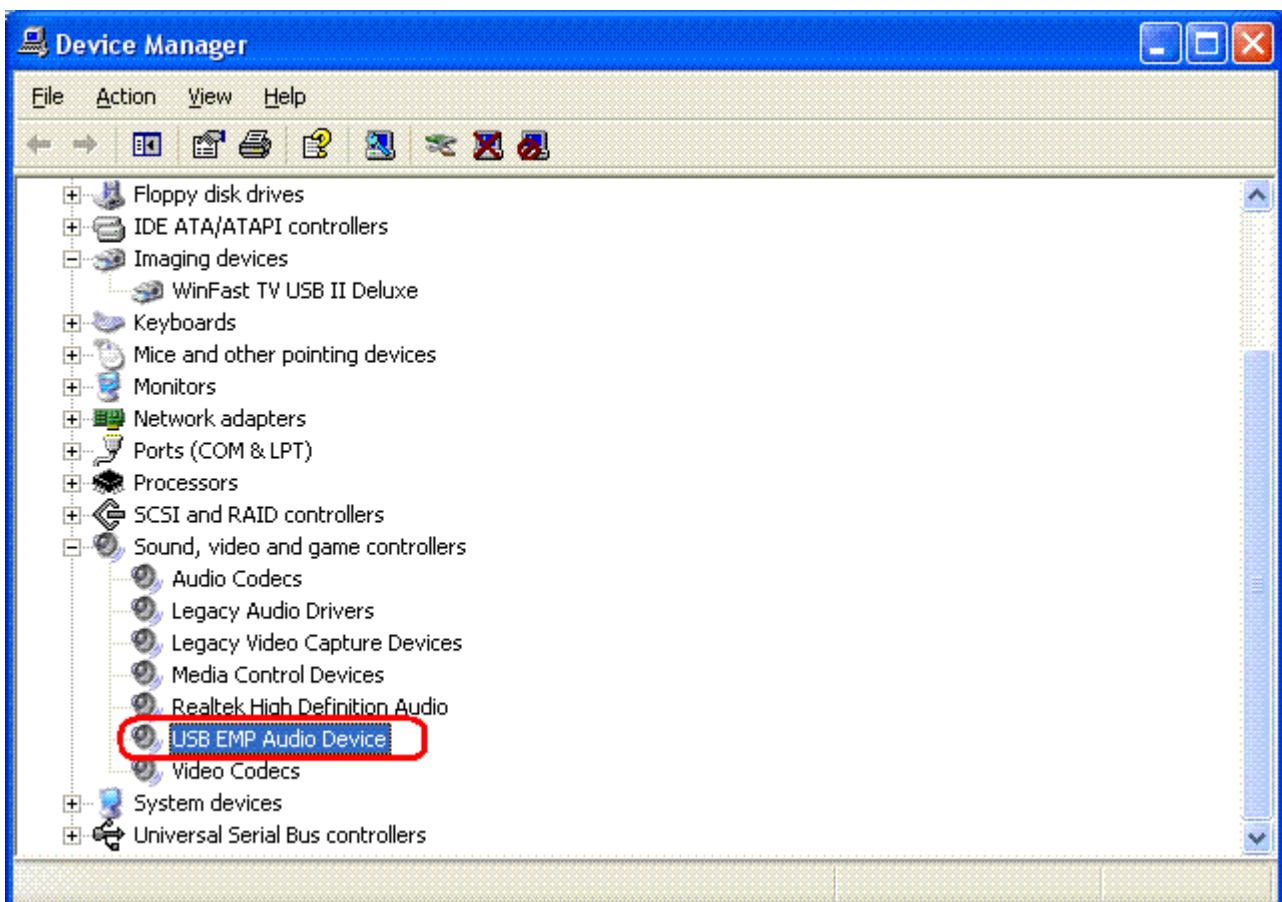 Device Manager
File Action View Help
Floppy disk drives
IDE ATA/ATAPI controllers
Imaging devices
WinFast TV USB II Deluxe
Keyboards
Mice and other pointing devices
Monitors
Network adapters
Ports (COM & LPT)
Processors
SCSI and RAID controllers
Sound, video and game controllers
Audio Codecs
Legacy Audio Drivers
Legacy Video Capture Devices
Media Control Devices
Realtek High Definition Audio
USB EMP Audio Device
Video Codecs
System devices
Universal Serial Bus controllers